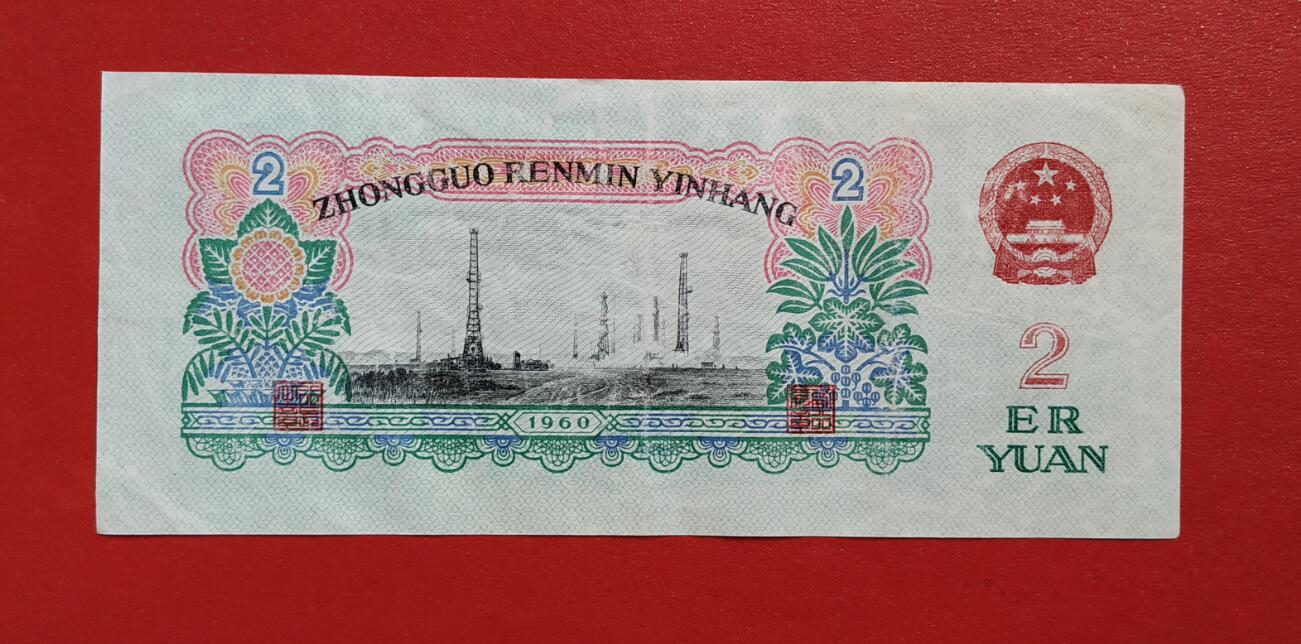 2
2
ZHONGGUO RENMIN YINHANG
1960
2
ER
YUAN